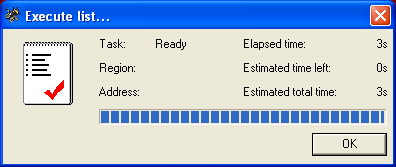 Execute list...
Task: Ready Elapsed time: 3s
Region: Estimated time left: 0s
Address: Estimated total time: 3s
OK